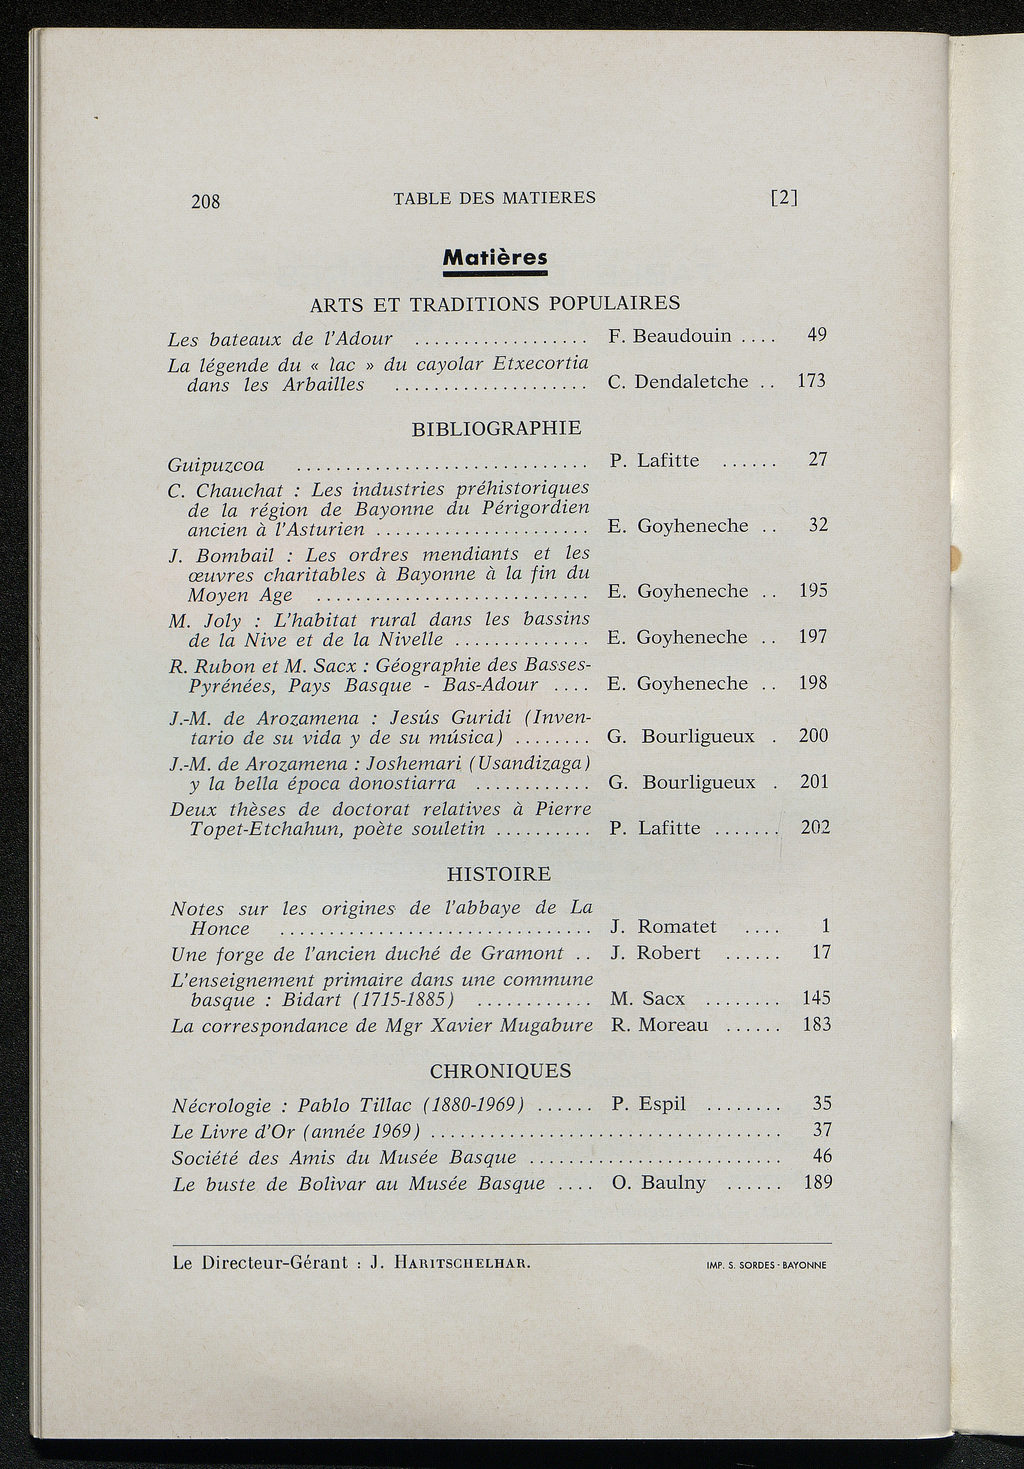 208 TABLE DES MATIERES [2]
Matières
ARTS ET TRADITIONS POPULAIRES
Les bateaux de l'Adour .................. F. Beaudouin .... 49
La légende du « lac » du cayolar Etxecortia
dans les Arbailles .................... C. Dendaletche .. 173
BIBLIOGRAPHIE
Guipuzcoa .............................. P. Lafitte ...... 27
C. Chauchat : Les industries préhistoriques
de la région de Bayonne du Périgordien
ancien à l'Asturien ...................... E. Goyheneche .. 32
J. Bombail : Les ordres mendiants et les
œuvres charitables à Bayonne à la fin du
Moyen Age ............................ E. Goyheneche .. 195
M. Joly : L'habitat rural dans les bassins
de la Nive et de la Nivelle .............. E. Goyheneche .. 197
R. Rubon et M. Sacx : Géographie des Basses-
Pyrénées, Pays Basque - Bas-Adour .... E. Goyheneche .. 198
J.-M. de Arozamena : Jesús Guridi (Inven-
tario de su vida y de su música) ........ G. Bourligueux . 200
J.-M. de Arozamena : Joshemari (Usandizaga)
y la bella época donostiarra ............ G. Bourligueux . 201
Deux thèses de doctorat relatives à Pierre
Topet-Etchahun, poète souletin .......... P. Lafitte ....... 202
HISTOIRE
Notes sur les origines de l'abbaye de La
Honce ................................ J. Romatet .... 1
Une forge de l'ancien duché de Gramont .. J. Robert ...... 17
L'enseignement primaire dans une commune
basque : Bidart (1715-1885) ............ M. Sacx ........ 145
La correspondance de Mgr Xavier Mugabure R. Moreau ...... 183
CHRONIQUES
Nécrologie : Pablo Tillac (1880-1969) ...... P. Espil ........ 35
Le Livre d'Or (année 1969) .................................... 37
Société des Amis du Musée Basque .......................... 46
Le buste de Bolivar au Musée Basque .... O. Baulny ...... 189
Le Directeur-Gérant : J. HARITSCHELHAR. IMP. S. SORDES - BAYONNE